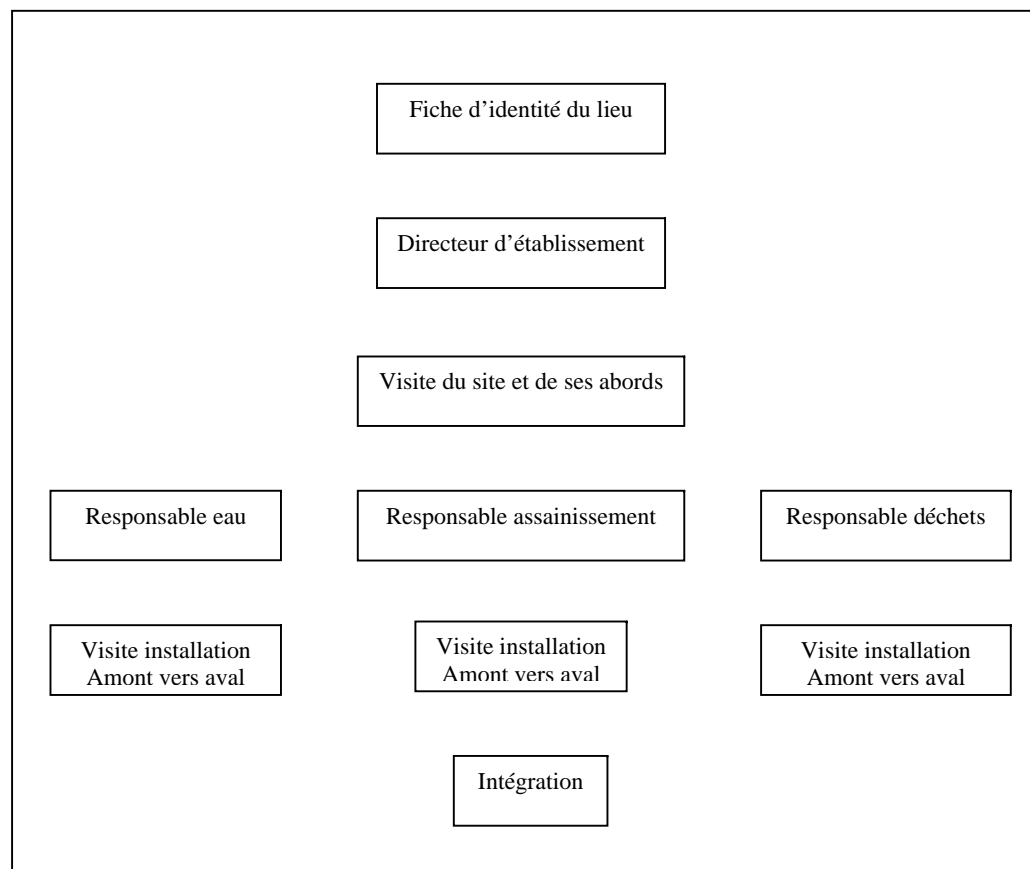 Fiche d’identité du lieu
Directeur d’établissement
Visite du site et de ses abords
Responsable eau
Responsable assainissement
Responsable déchets
Visite installation
Amont vers aval
Visite installation
Amont vers aval
Visite installation
Amont vers aval
Intégration